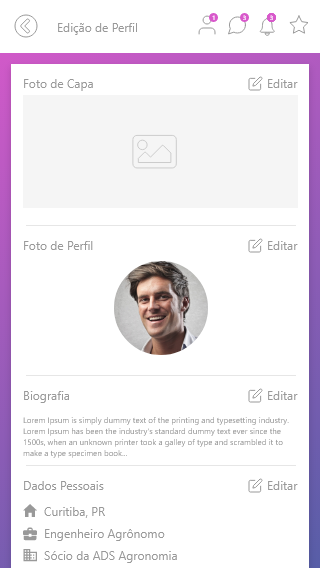 Edição de Perfil
1
3
3
Foto de Capa
Editar
Foto de Perfil
Editar
Biografia
Editar
Lorem Ipsum is simply dummy text of the printing and typesetting industry.
Lorem Ipsum has been the industry's standard dummy text ever since the
1500s, when an unknown printer took a galley of type and scrambled it to
make a type specimen book...
Dados Pessoais
Editar
Curitiba, PR
Engenheiro Agrônomo
Sócio da ADS Agronomia